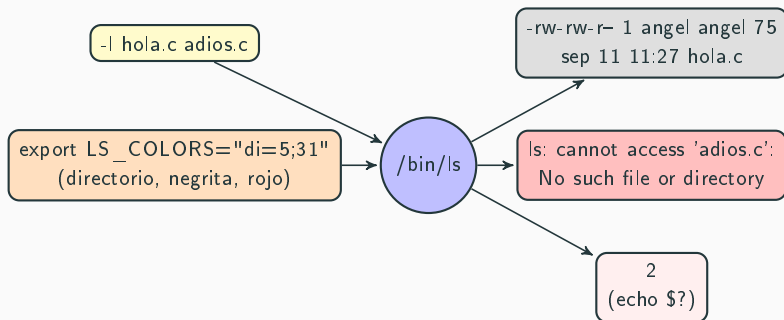 -l hola.c adios.c
export LS_COLORS="di=5;31"
(directorio, negrita, rojo)
/bin/ls
-rw-rw-r– 1 angel angel 75
sep 11 11:27 hola.c
ls: cannot access 'adios.c':
No such file or directory
2
(echo $?)